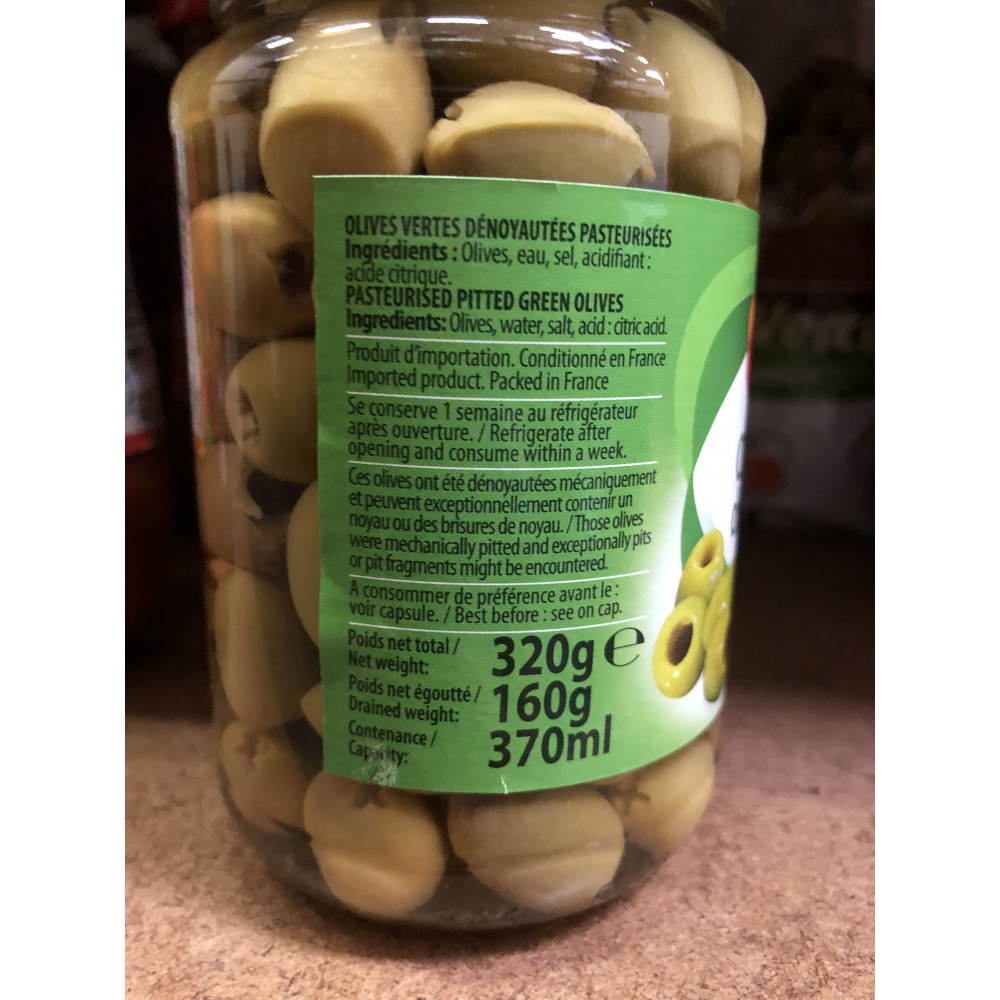 OLIVES VERTES DÉNOYAUTÉES PASTEURISÉES
Ingrédients : Olives, eau, sel, acidifiant :
acide citrique.
PASTEURISED PITTED GREEN OLIVES
Ingredients: Olives, water, salt, acid : citric acid.
Produit d'importation. Conditionné en France
Imported product. Packed in France
Se conserve 1 semaine au réfrigérateur
après ouverture. / Refrigerate after
opening and consume within a week.
Ces olives ont été dénoyautées mécaniquement
et peuvent exceptionnellement contenir un
noyau ou des brisures de noyau. / Those olives
were mechanically pitted and exceptionally pits
or pit fragments might be encountered.
A consommer de préférence avant le :
voir capsule. / Best before : see on cap.
Poids net total /
Net weight: 320g e
Poids net égoutté /
Drained weight: 160g
Contenance /
Capacity: 370ml